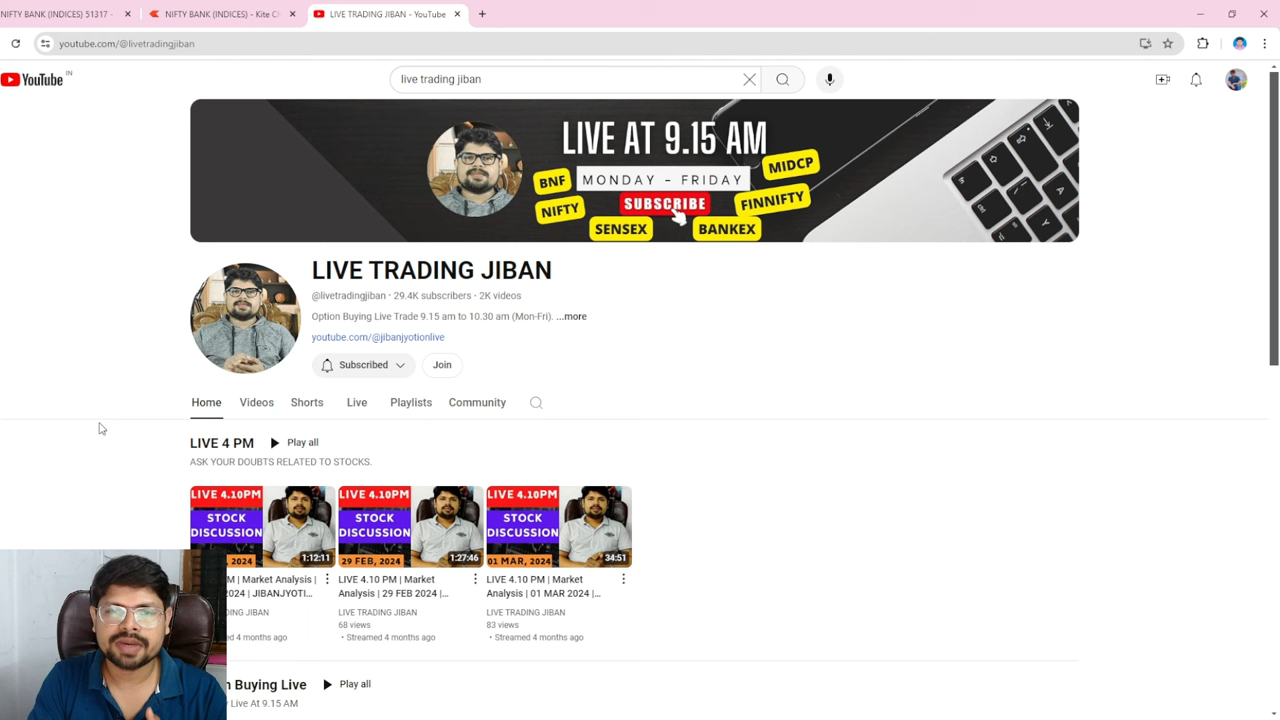 NIFTY BANK (INDICES) 51317 -
NIFTY BANK (INDICES) - Kite C
LIVE TRADING JIBAN - YouTube
youtube.com/@livetradingjiban
YouTube IN
live trading jiban
LIVE AT 9.15 AM
MONDAY - FRIDAY
BNF
NIFTY
SUBSCRIBE
SENSEX
BANKEX
FINNIFTY
MIDCP
LIVE TRADING JIBAN
@livetradingjiban · 29.4K subscribers · 2K videos
Option Buying Live Trade 9.15 am to 10.30 am (Mon-Fri). ...more
youtube.com/@jibanjyotionlive
Subscribed
Join
Home Videos Shorts Live Playlists Community
LIVE 4 PM Play all
ASK YOUR DOUBTS RELATED TO STOCKS.
LIVE 4.10PM
STOCK
DISCUSSION
, 2024
1:12:11
M | Market Analysis |
2024 | JIBANJYOTI...
DING JIBAN
ed 4 months ago
LIVE 4.10PM
STOCK
DISCUSSION
29 FEB, 2024
1:27:46
LIVE 4.10 PM | Market
Analysis | 29 FEB 2024 |...
LIVE TRADING JIBAN
68 views
• Streamed 4 months ago
LIVE 4.10PM
STOCK
DISCUSSION
01 MAR, 2024
34:51
LIVE 4.10 PM | Market
Analysis | 01 MAR 2024 |...
LIVE TRADING JIBAN
83 views
• Streamed 4 months ago
n Buying Live Play all
Live At 9.15 AM